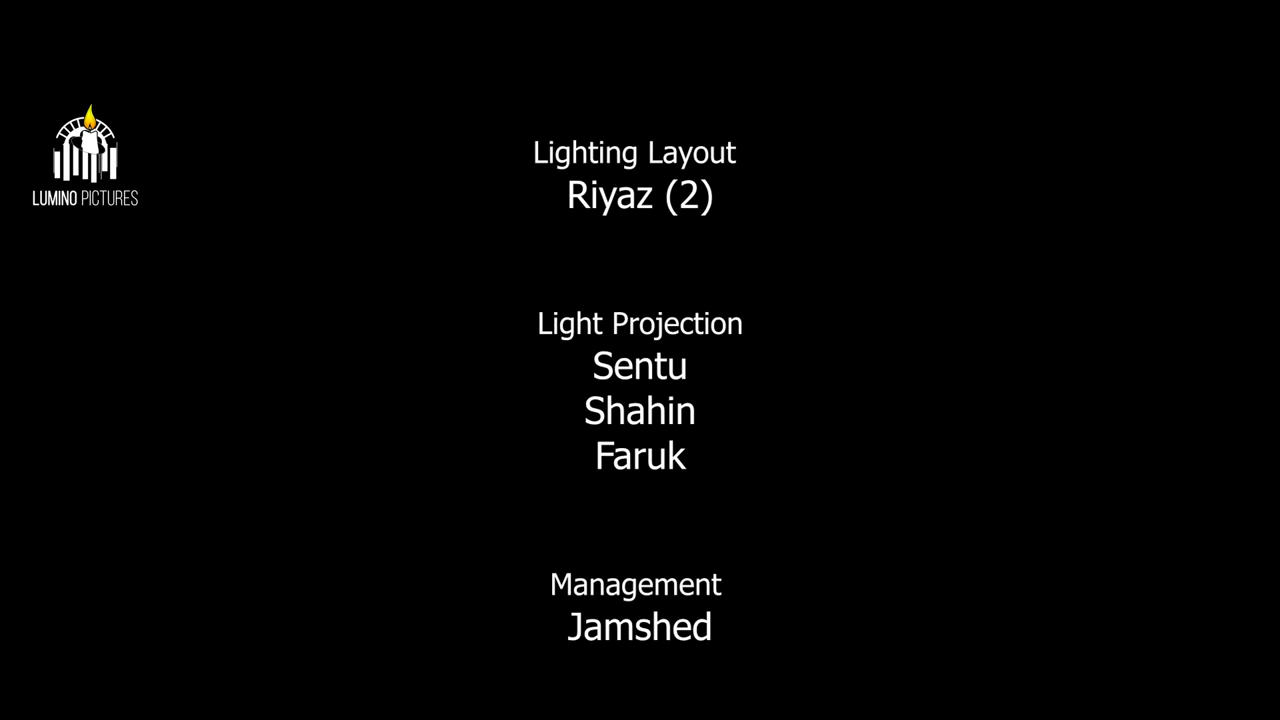 LUMINO PICTURES
Lighting Layout
Riyaz (2)
Light Projection
Sentu
Shahin
Faruk
Management
Jamshed